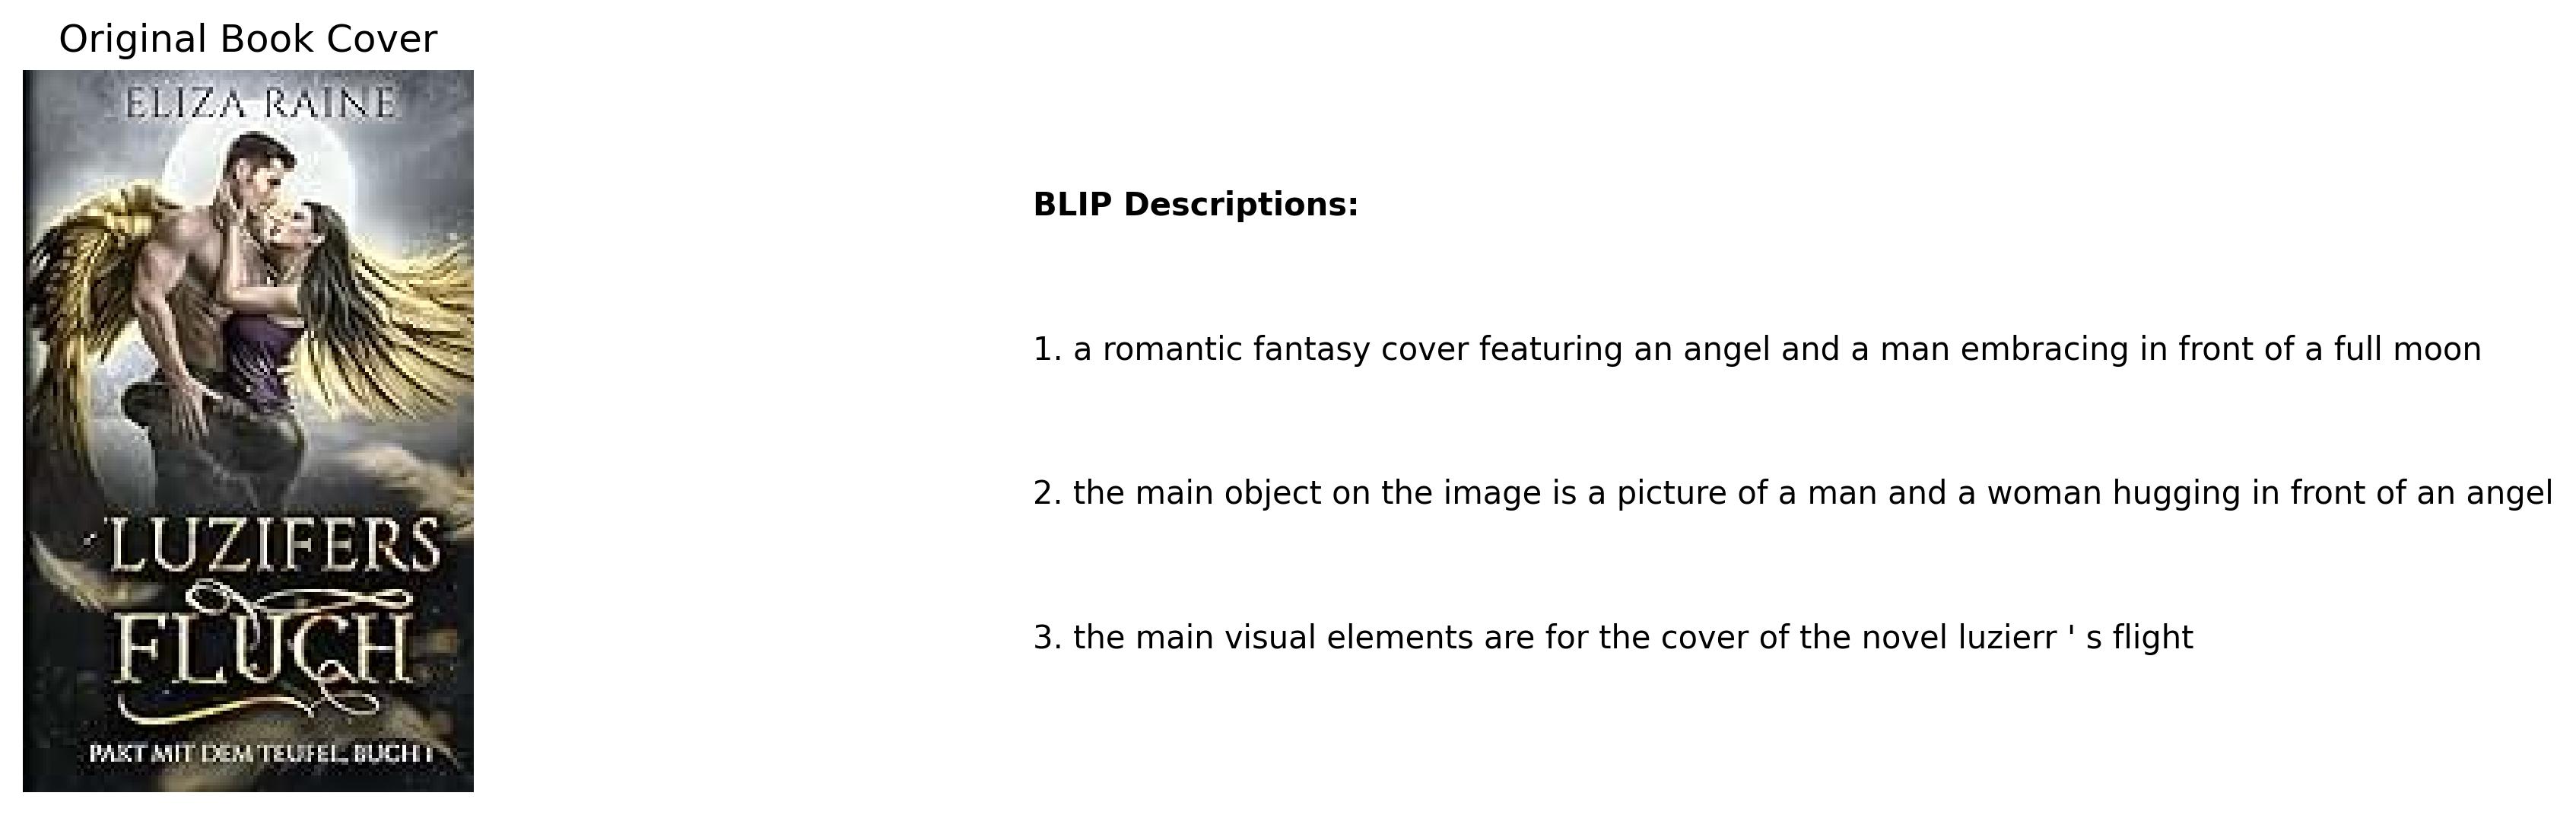 Original Book Cover
ELIZA RAINE
LUZIFERS
FLUCH
PAKT MIT DEM TEUFEL, BUCH 1
BLIP Descriptions:
1. a romantic fantasy cover featuring an angel and a man embracing in front of a full moon
2. the main object on the image is a picture of a man and a woman hugging in front of an angel
3. the main visual elements are for the cover of the novel luzierr ' s flight